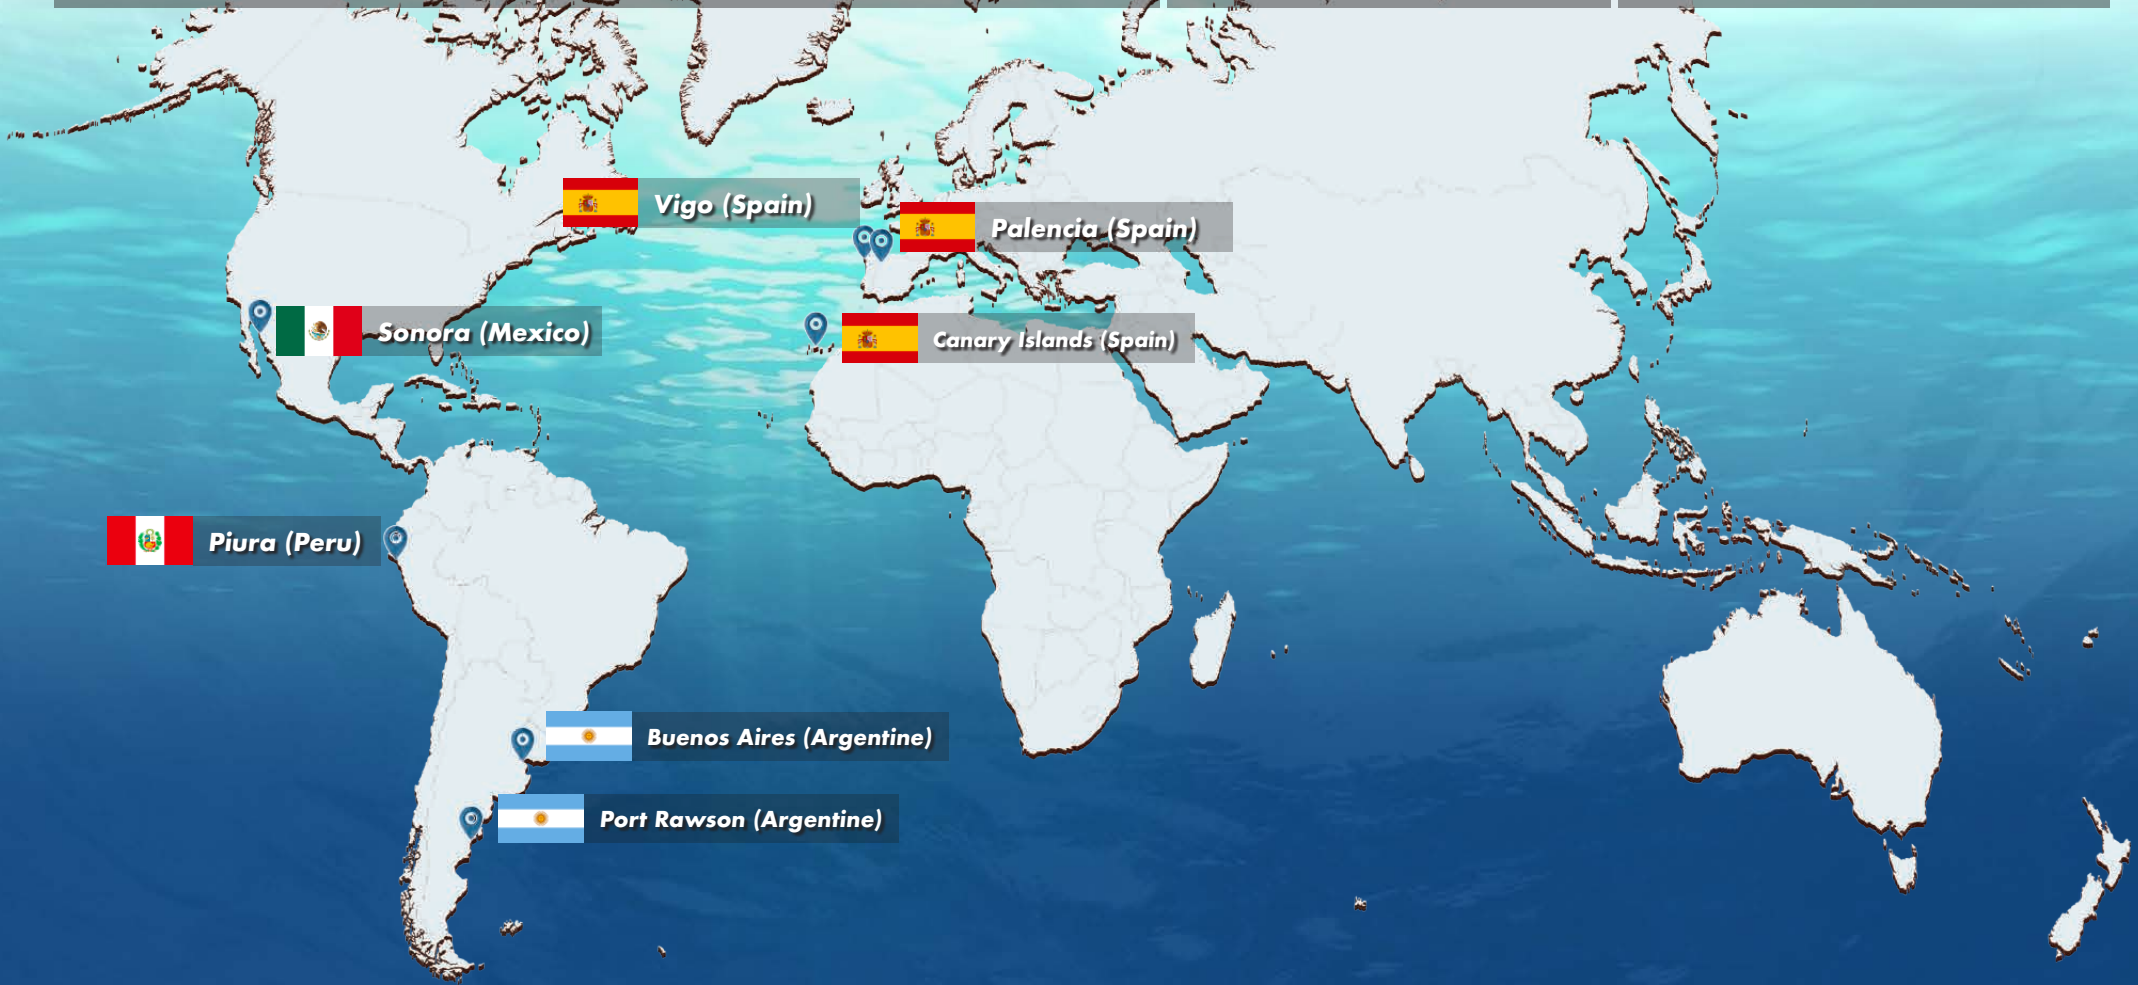 Vigo (Spain)
Palencia (Spain)
Sonora (Mexico)
Canary Islands (Spain)
Piura (Peru)
Buenos Aires (Argentine)
Port Rawson (Argentine)